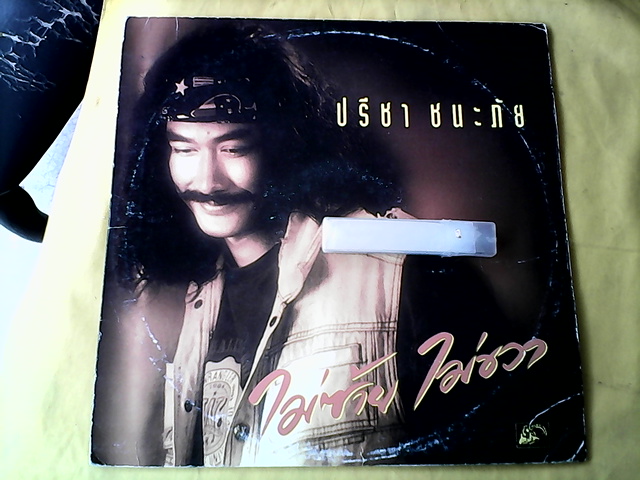 ปรีชา ชนะภัย
ไม่ซ้าย ไม่ขวา